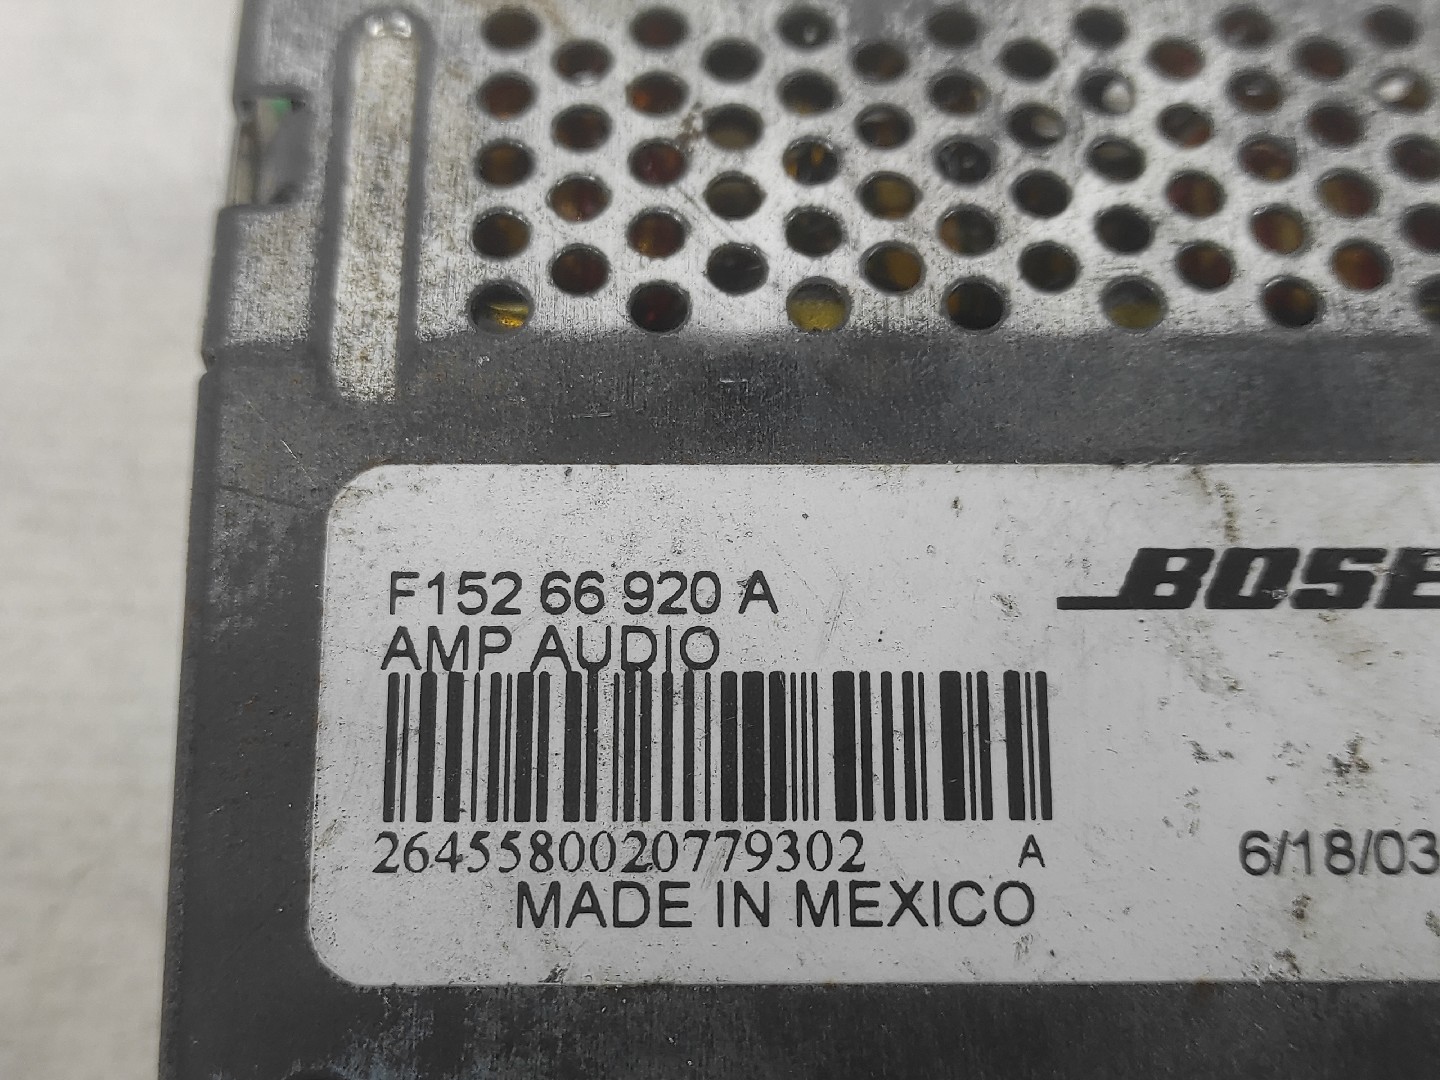 F152 66 920 A
BOSE
AMP AUDIO
2645580020779302 A
6/18/03
MADE IN MEXICO